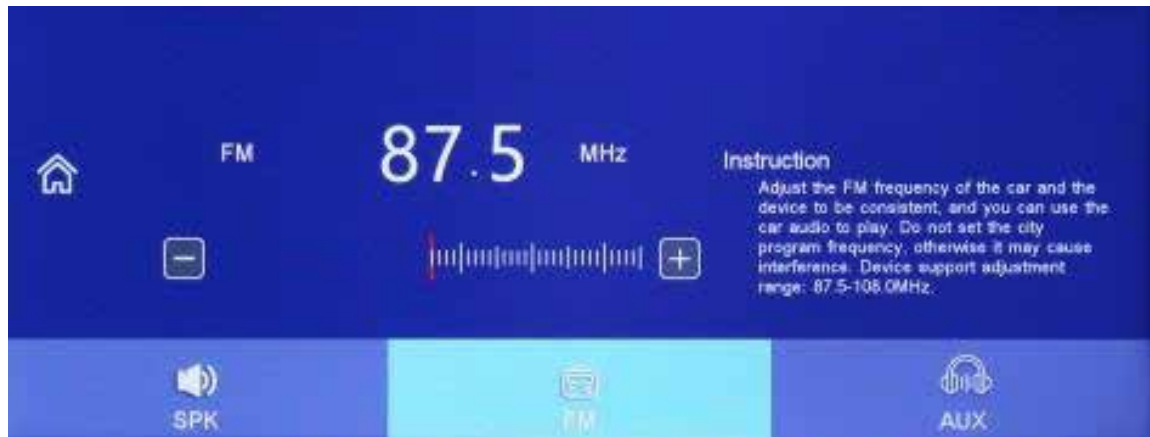 FM
87.5
MHz
Instruction
Adjust the FM frequency of the car and the
device to be consistent, and you can use the
car audio to play. Do not set the city
program frequency, otherwise it may cause
interference. Device support adjustment
range: 87.5-108.0MHz.
SPK
FM
AUX